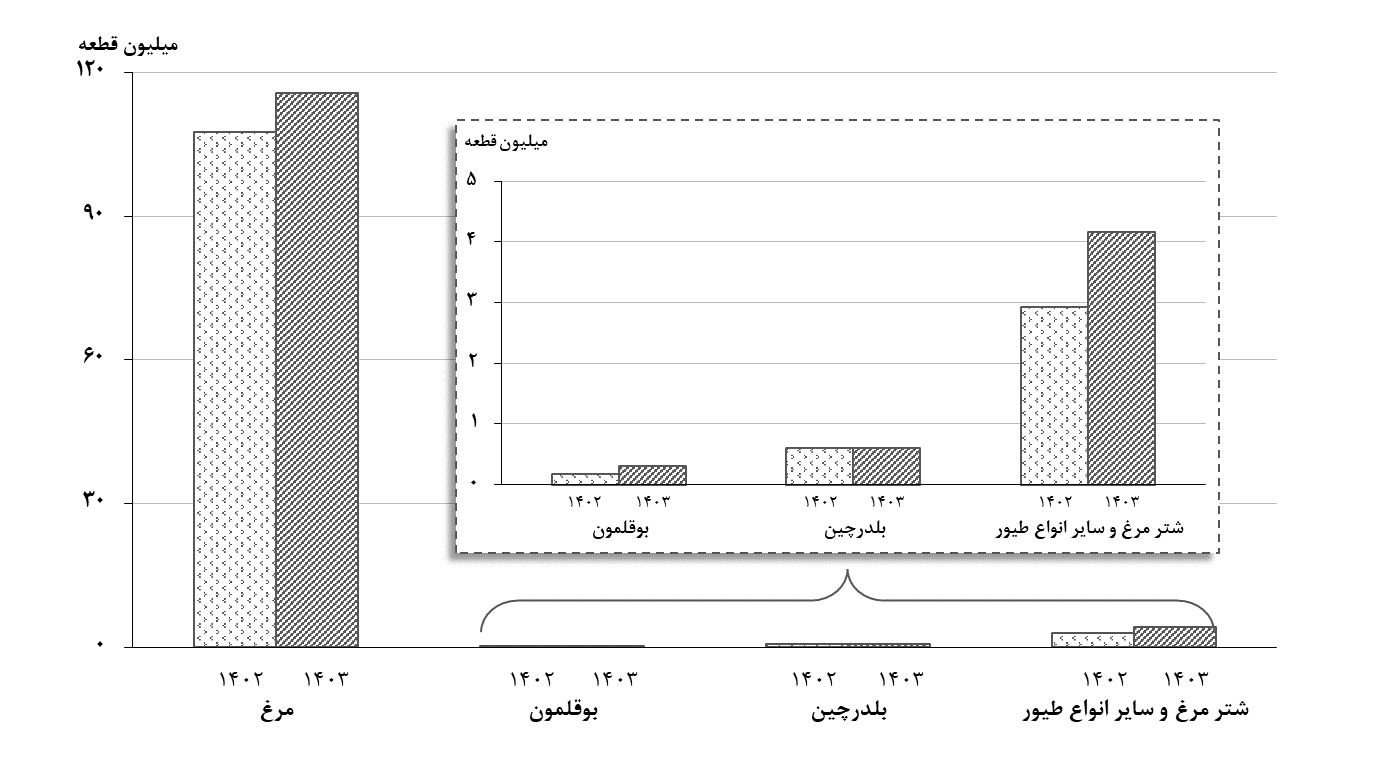 میلیون قطعه
۱۲۰
۹۰
۶۰
۳۰
۰
میلیون قطعه
۵
۴
۳
۲
۱
۰
۱۴۰۲ ۱۴۰۳ ۱۴۰۲ ۱۴۰۳ ۱۴۰۲ ۱۴۰۳
بوقلمون بلدرچین شتر مرغ و سایر انواع طیور
۱۴۰۲ ۱۴۰۳ ۱۴۰۲ ۱۴۰۳ ۱۴۰۲ ۱۴۰۳ ۱۴۰۲ ۱۴۰۳
مرغ بوقلمون بلدرچین شتر مرغ و سایر انواع طیور